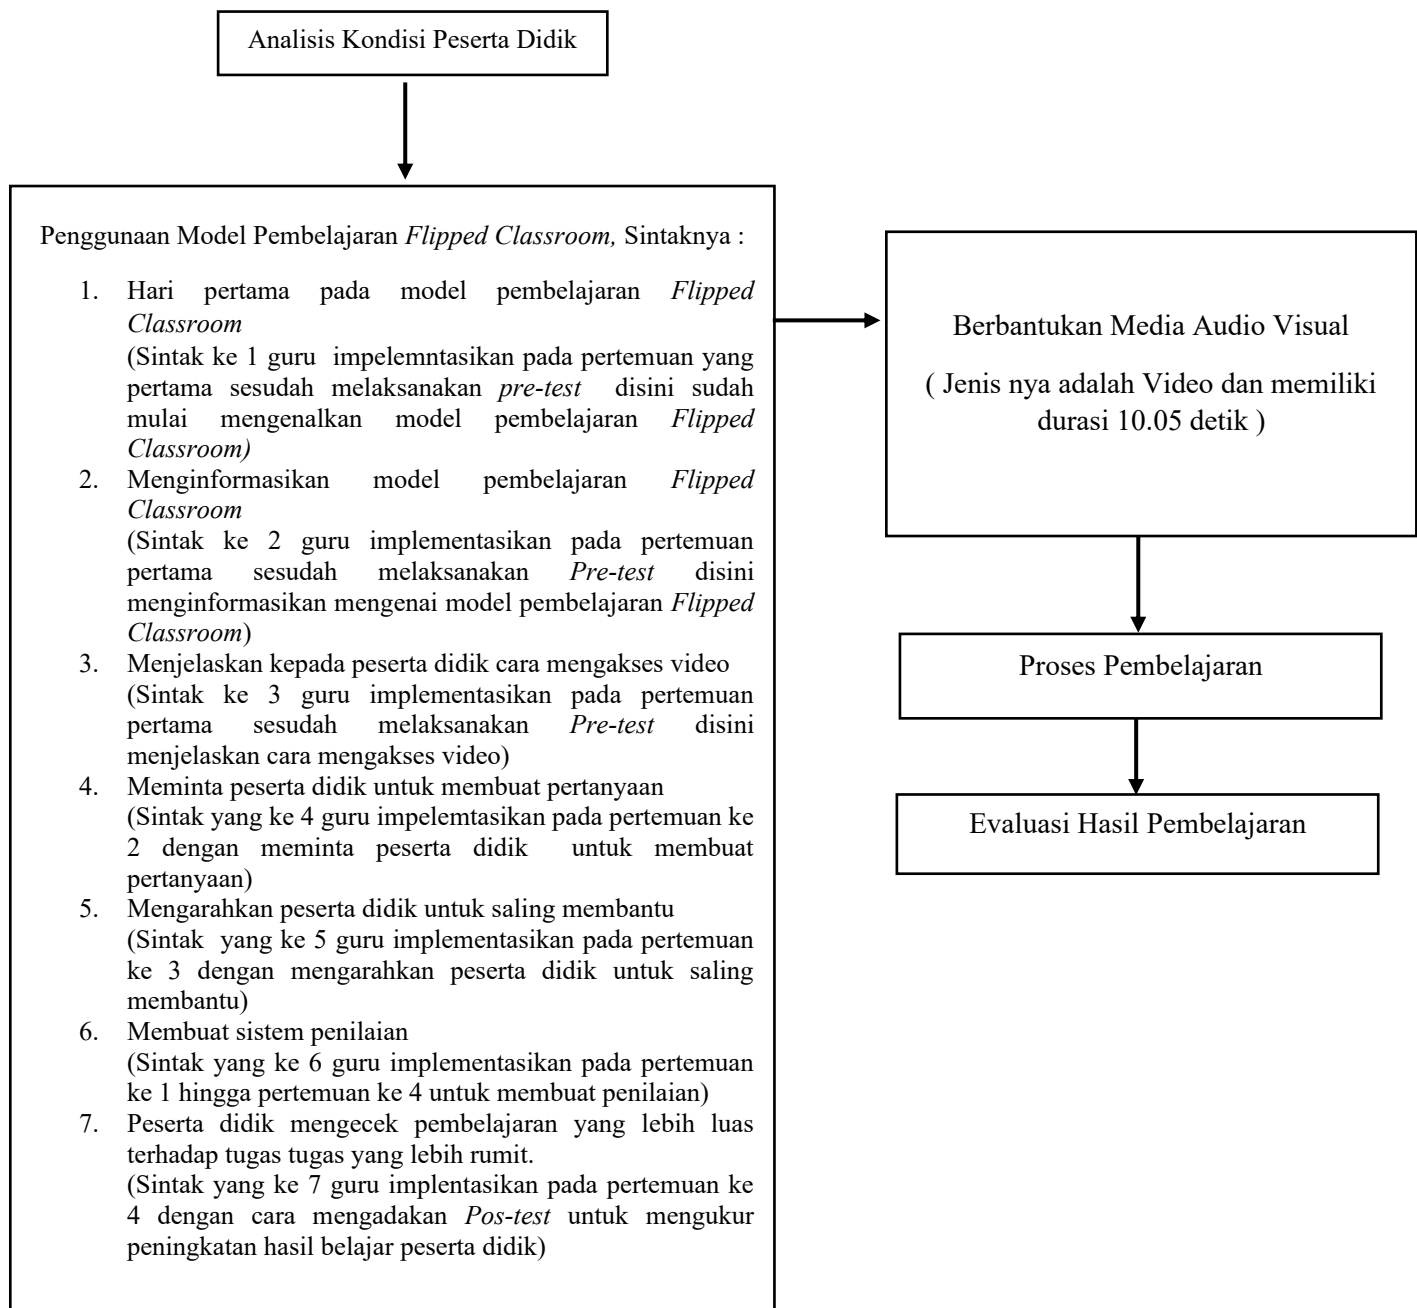 Analisis Kondisi Peserta Didik
Penggunaan Model Pembelajaran Flipped Classroom, Sintaknya :
1. Hari pertama pada model pembelajaran Flipped
Classroom
(Sintak ke 1 guru impelemntasikan pada pertemuan yang
pertama sesudah melaksanakan pre-test disini sudah
mulai mengenalkan model pembelajaran Flipped
Classroom)
2. Menginformasikan model pembelajaran Flipped
Classroom
(Sintak ke 2 guru implementasikan pada pertemuan
pertama sesudah melaksanakan Pre-test disini
menginformasikan mengenai model pembelajaran Flipped
Classroom)
3. Menjelaskan kepada peserta didik cara mengakses video
(Sintak ke 3 guru implementasikan pada pertemuan
pertama sesudah melaksanakan Pre-test disini
menjelaskan cara mengakses video)
4. Meminta peserta didik untuk membuat pertanyaan
(Sintak yang ke 4 guru impelemtasikan pada pertemuan ke
2 dengan meminta peserta didik untuk membuat
pertanyaan)
5. Mengarahkan peserta didik untuk saling membantu
(Sintak yang ke 5 guru implementasikan pada pertemuan
ke 3 dengan mengarahkan peserta didik untuk saling
membantu)
6. Membuat sistem penilaian
(Sintak yang ke 6 guru implementasikan pada pertemuan
ke 1 hingga pertemuan ke 4 untuk membuat penilaian)
7. Peserta didik mengecek pembelajaran yang lebih luas
terhadap tugas tugas yang lebih rumit.
(Sintak yang ke 7 guru implentasikan pada pertemuan ke
4 dengan cara mengadakan Pos-test untuk mengukur
peningkatan hasil belajar peserta didik)
Berbantukan Media Audio Visual
( Jenis nya adalah Video dan memiliki
durasi 10.05 detik )
Proses Pembelajaran
Evaluasi Hasil Pembelajaran